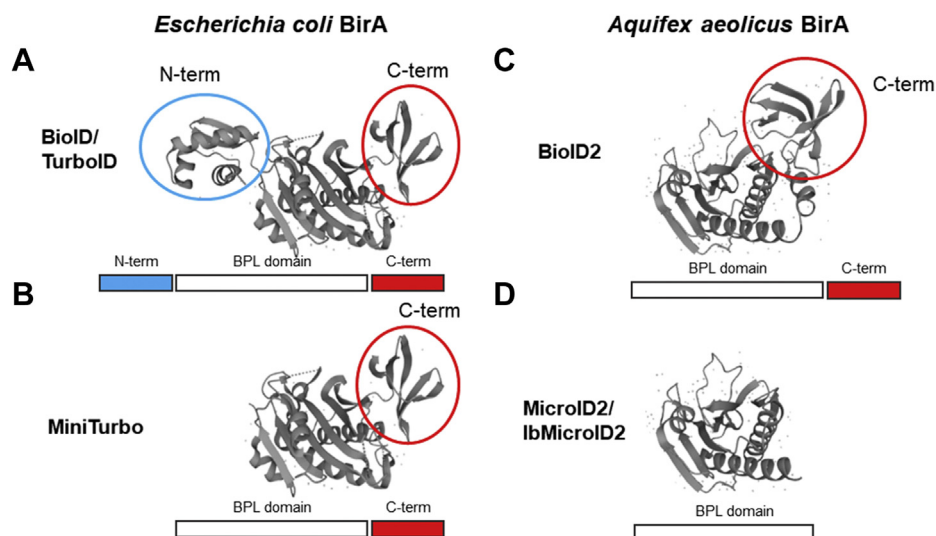 Escherichia coli BirA
Aquifex aeolicus BirA
A
N-term
C-term
BioID/
TurboID
N-term
BPL domain
C-term
C
C-term
BioID2
BPL domain
C-term
B
C-term
MiniTurbo
BPL domain
C-term
D
MicroID2/
lbMicroID2
BPL domain